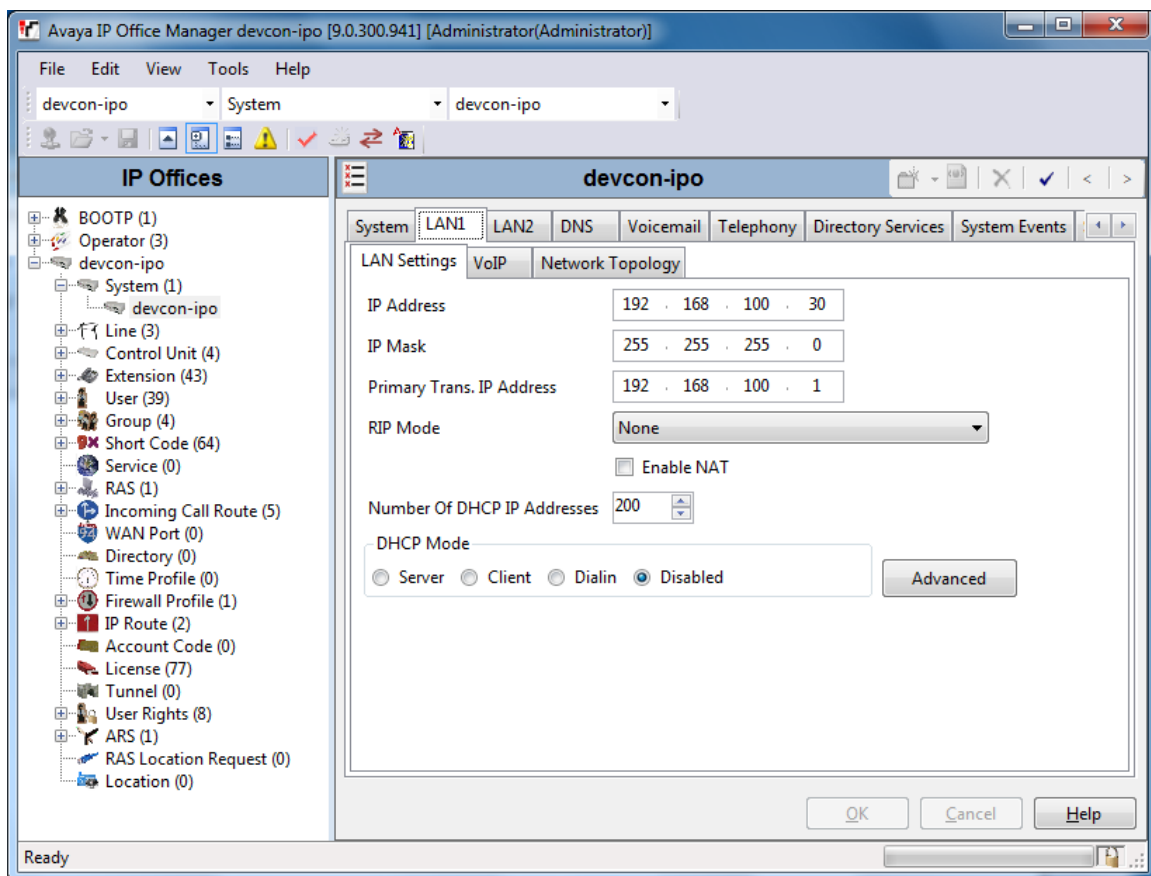 Avaya IP Office Manager devcon-ipo [9.0.300.941] [Administrator(Administrator)]
File Edit View Tools Help
devcon-ipo System devcon-ipo
IP Offices
BOOTP (1)
Operator (3)
devcon-ipo
System (1)
devcon-ipo
Line (3)
Control Unit (4)
Extension (43)
User (39)
Group (4)
Short Code (64)
Service (0)
RAS (1)
Incoming Call Route (5)
WAN Port (0)
Directory (0)
Time Profile (0)
Firewall Profile (1)
IP Route (2)
Account Code (0)
License (77)
Tunnel (0)
User Rights (8)
ARS (1)
RAS Location Request (0)
Location (0)
devcon-ipo
System LAN1 LAN2 DNS Voicemail Telephony Directory Services System Events
LAN Settings VoIP Network Topology
IP Address 192 . 168 . 100 . 30
IP Mask 255 . 255 . 255 . 0
Primary Trans. IP Address 192 . 168 . 100 . 1
RIP Mode None
Enable NAT
Number Of DHCP IP Addresses 200
DHCP Mode
Server Client Dialin Disabled Advanced
OK Cancel Help
Ready